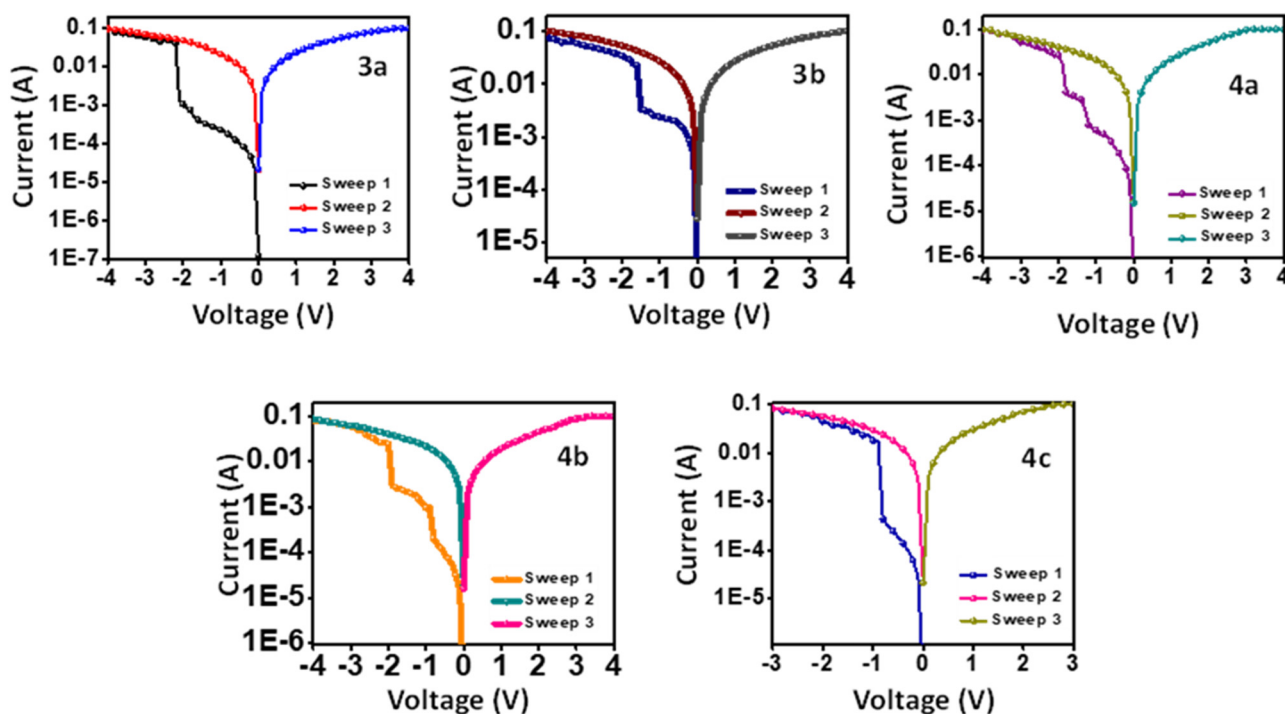 3a
Current (A)
0.1
0.01
1E-3
1E-4
1E-5
1E-6
1E-7
Sweep 1
Sweep 2
Sweep 3
-4 -3 -2 -1 0 1 2 3 4
Voltage (V)
3b
Current (A)
0.1
0.01
1E-3
1E-4
1E-5
Sweep 1
Sweep 2
Sweep 3
-4 -3 -2 -1 0 1 2 3 4
Voltage (V)
4a
Current (A)
0.1
0.01
1E-3
1E-4
1E-5
1E-6
Sweep 1
Sweep 2
Sweep 3
-4 -3 -2 -1 0 1 2 3 4
Voltage (V)
4b
Current (A)
0.1
0.01
1E-3
1E-4
1E-5
1E-6
Sweep 1
Sweep 2
Sweep 3
-4 -3 -2 -1 0 1 2 3 4
Voltage (V)
4c
Current (A)
0.1
0.01
1E-3
1E-4
1E-5
Sweep 1
Sweep 2
Sweep 3
-3 -2 -1 0 1 2 3
Voltage (V)